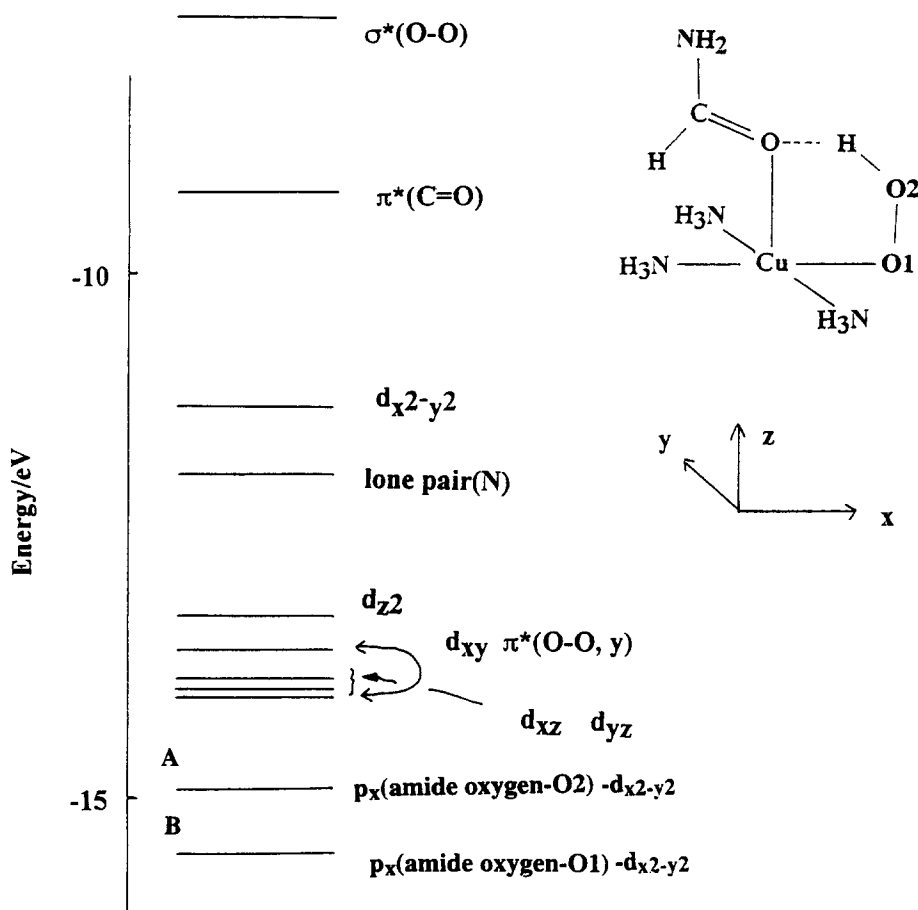 σ*(O-O)
π*(C=O)
-10
dx2-y2
lone pair(N)
Energy/eV
dz2
dxy π*(O-O, y)
dxz dyz
A
-15
px(amide oxygen-O2) -dx2-y2
B
px(amide oxygen-O1) -dx2-y2
NH2
C
O
H
H
O2
H3N
H3N
Cu
O1
H3N
y
z
x